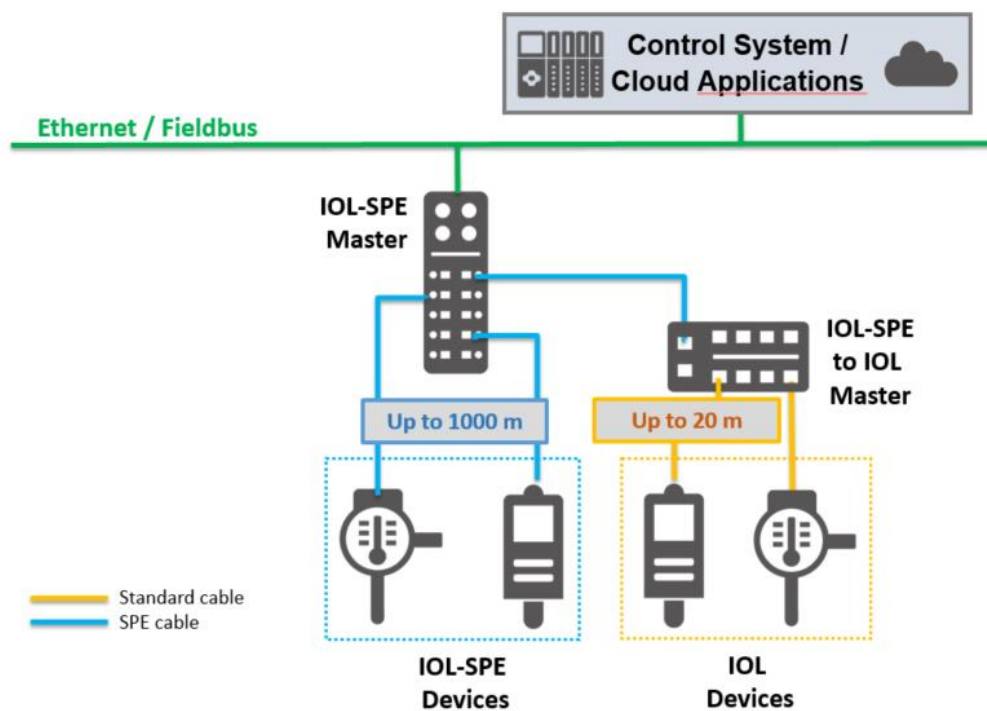 Control System /
Cloud Applications
Ethernet / Fieldbus
IOL-SPE
Master
IOL-SPE
to IOL
Master
Up to 1000 m
Up to 20 m
Standard cable
SPE cable
IOL-SPE
Devices
IOL
Devices